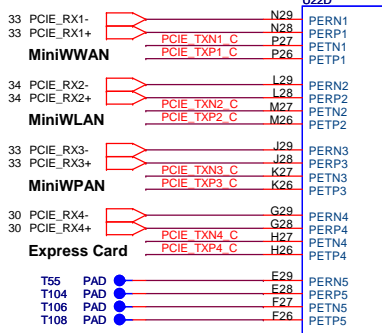 U22D
33 PCIE_RX1- N29 PERN1
33 PCIE_RX1+ N28 PERP1
PCIE_TXN1_C P27 PETN1
MiniWWAN PCIE_TXP1_C P26 PETP1
34 PCIE_RX2- L29 PERN2
34 PCIE_RX2+ L28 PERP2
PCIE_TXN2_C M27 PETN2
MiniWLAN PCIE_TXP2_C M26 PETP2
33 PCIE_RX3- J29 PERN3
33 PCIE_RX3+ J28 PERP3
PCIE_TXN3_C K27 PETN3
MiniWPAN PCIE_TXP3_C K26 PETP3
30 PCIE_RX4- G29 PERN4
30 PCIE_RX4+ G28 PERP4
PCIE_TXN4_C H27 PETN4
Express Card PCIE_TXP4_C H26 PETP4
T55 PAD E29 PERN5
T104 PAD E28 PERP5
T106 PAD F27 PETN5
T108 PAD F26 PETP5